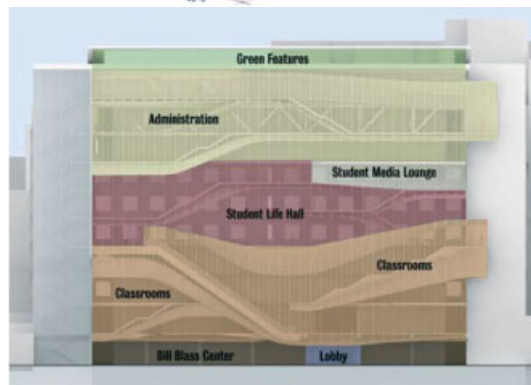 Green Features
Administration
Student Media Lounge
Student Life Hall
Classrooms
Classrooms
Bill Blass Center
Lobby